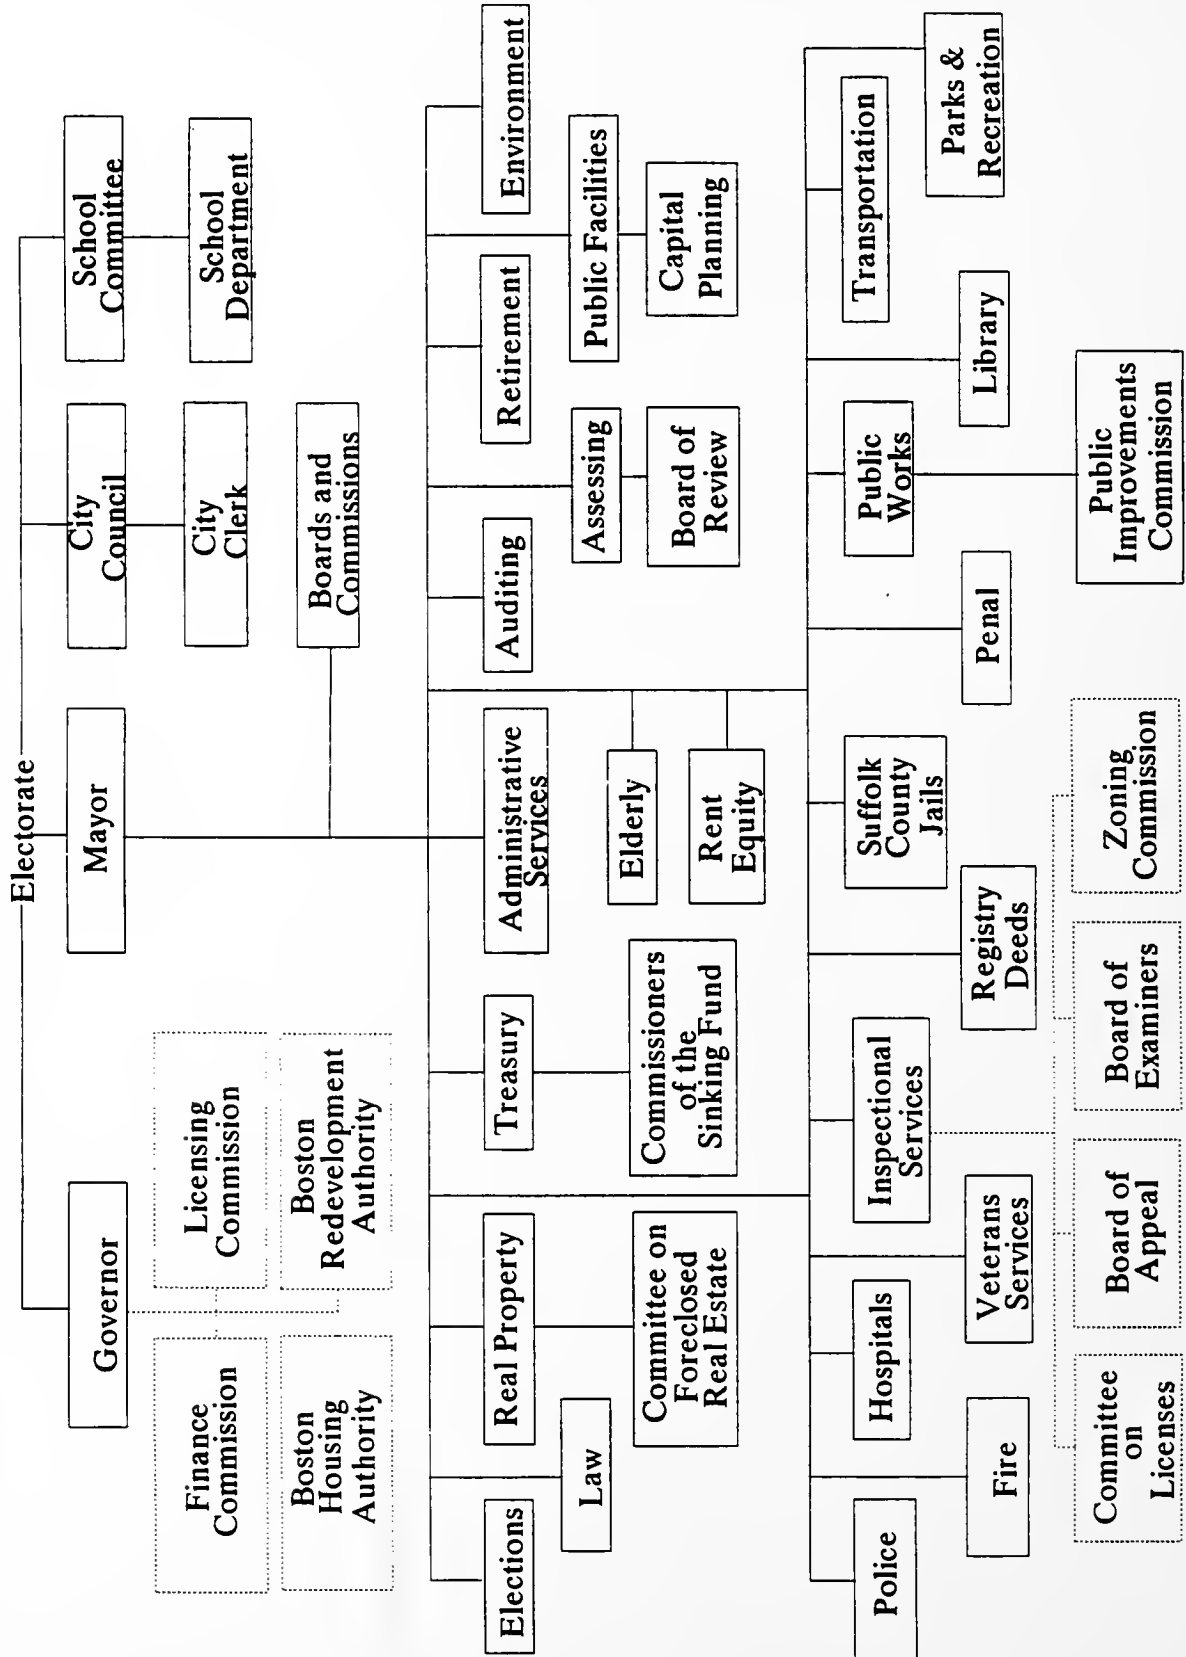 Electorate
Governor
Mayor
City
Council
School
Committee
Finance
Commission
Licensing
Commission
City
Clerk
School
Department
Boston
Housing
Authority
Boston
Redevelopment
Authority
Boards and
Commissions
Elections
Real Property
Treasury
Administrative
Services
Auditing
Retirement
Environment
Law
Assessing
Public Facilities
Committee on
Foreclosed
Real Estate
Commissioners
of the
Sinking Fund
Elderly
Board of
Review
Capital
Planning
Rent
Equity
Police
Hospitals
Inspectional
Services
Suffolk
County
Jails
Public
Works
Transportation
Fire
Veterans
Services
Registry
Deeds
Penal
Library
Parks &
Recreation
Committee
on
Licenses
Board of
Appeal
Board of
Examiners
Zoning
Commission
Public
Improvements
Commission